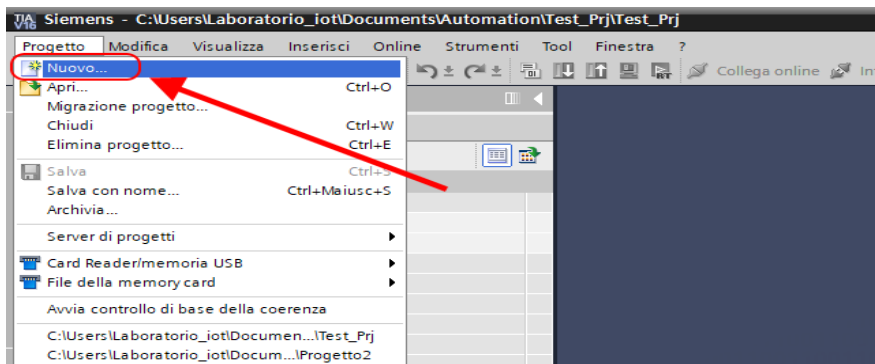 TIA V16 Siemens - C:\Users\Laboratorio_iot\Documents\Automation\Test_Prj\Test_Prj
Progetto Modifica Visualizza Inserisci Online Strumenti Tool Finestra ?
Nuovo...
Collega online
Apri... Ctrl+O
Migrazione progetto...
Chiudi Ctrl+W
Elimina progetto... Ctrl+E
Salva Ctrl+S
Salva con nome... Ctrl+Maiusc+S
Archivia...
Server di progetti
Card Reader/memoria USB
File della memory card
Avvia controllo di base della coerenza
C:\Users\Laboratorio_iot\Documen...\Test_Prj
C:\Users\Laboratorio_iot\Docum...\Progetto2